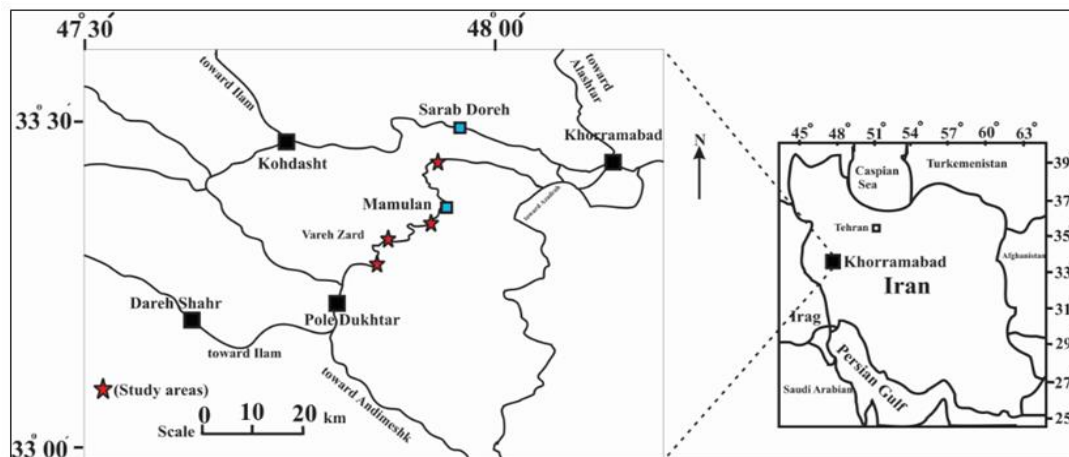 47° 30′
48° 00′
33° 30′
33° 00′
toward Ilam
toward
Alashtar
Sarab Doreh
Khorramabad
Kohdasht
toward Azadrah
Mamulan
Vareh Zard
Dareh Shahr
Pole Dukhtar
toward Ilam
toward Andimeshk
(Study areas)
0 10 20 km
Scale
N
45° 48° 51° 54° 57° 60° 63°
39°
37°
35°
33°
31°
29°
27°
25°
Caspian
Sea
Turkemenistan
Tehran
Khorramabad
Iran
Afghanistan
Irag
Persian Gulf
Saudi Arabian